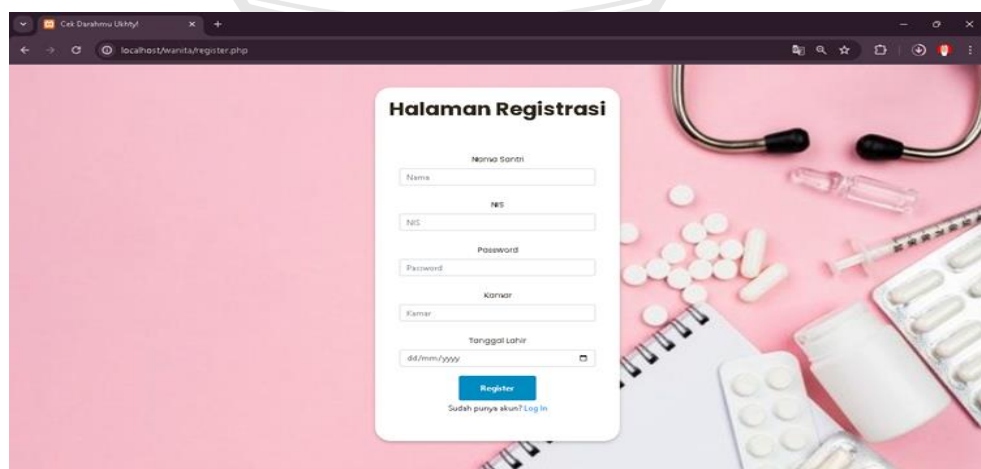 Cek Darahmu Ukhty!
localhost/wanita/register.php
Halaman Registrasi
Nama Santri
Nama
NIS
NIS
Password
Password
Kamar
Kamar
Tanggal Lahir
dd/mm/yyyy
Register
Sudah punya akun? Log In